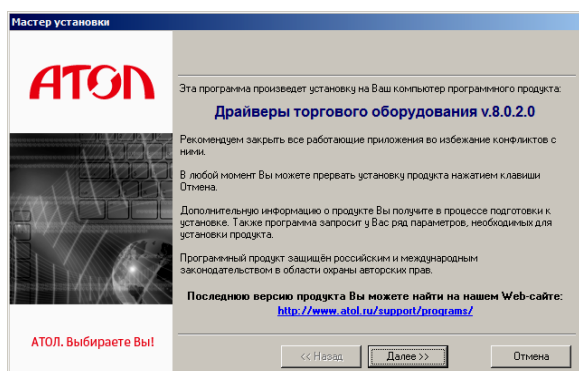 Мастер установки
АТОЛ
Эта программа произведет установку на Ваш компьютер программного продукта:
Драйверы торгового оборудования v.8.0.2.0
Рекомендуем закрыть все работающие приложения во избежание конфликтов с
ними.
В любой момент Вы можете прервать установку продукта нажатием клавиши
Отмена.
Дополнительную информацию о продукте Вы получите в процессе подготовки к
установке. Также программа запросит у Вас ряд параметров, необходимых для
установки продукта.
Программный продукт защищён российским и международным
законодательством в области охраны авторских прав.
Последнюю версию продукта Вы можете найти на нашем Web-сайте:
http://www.atol.ru/support/programs/
АТОЛ. Выбираете Вы!
<< Назад
Далее >>
Отмена